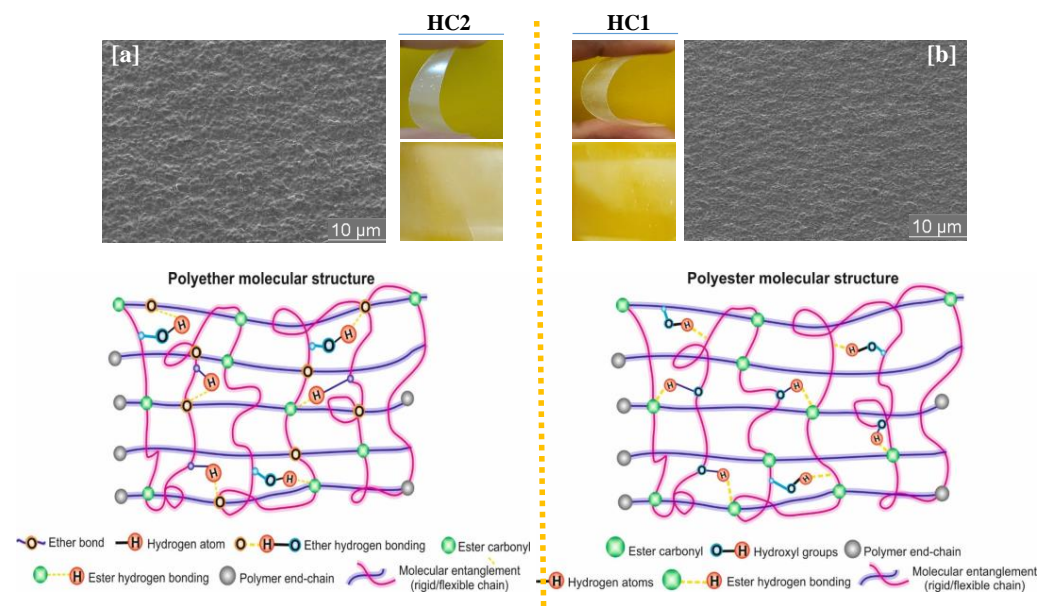 HC2
HC1
[a]
[b]
10 µm
10 µm
Polyether molecular structure
Polyester molecular structure
O
H
O
O
O
H
O
H
O
O
O
H
H
O
O
H
O
H
O
O
H
O
H
H
O
H
O
O
H
O
H
O
H
O
H
Ether bond
H Hydrogen atom
O H O Ether hydrogen bonding
Ester carbonyl
H Ester hydrogen bonding
Polymer end-chain
Molecular entanglement
(rigid/flexible chain)
Ester carbonyl
O H Hydroxyl groups
Polymer end-chain
H Hydrogen atoms
H Ester hydrogen bonding
Molecular entanglement
(rigid/flexible chain)